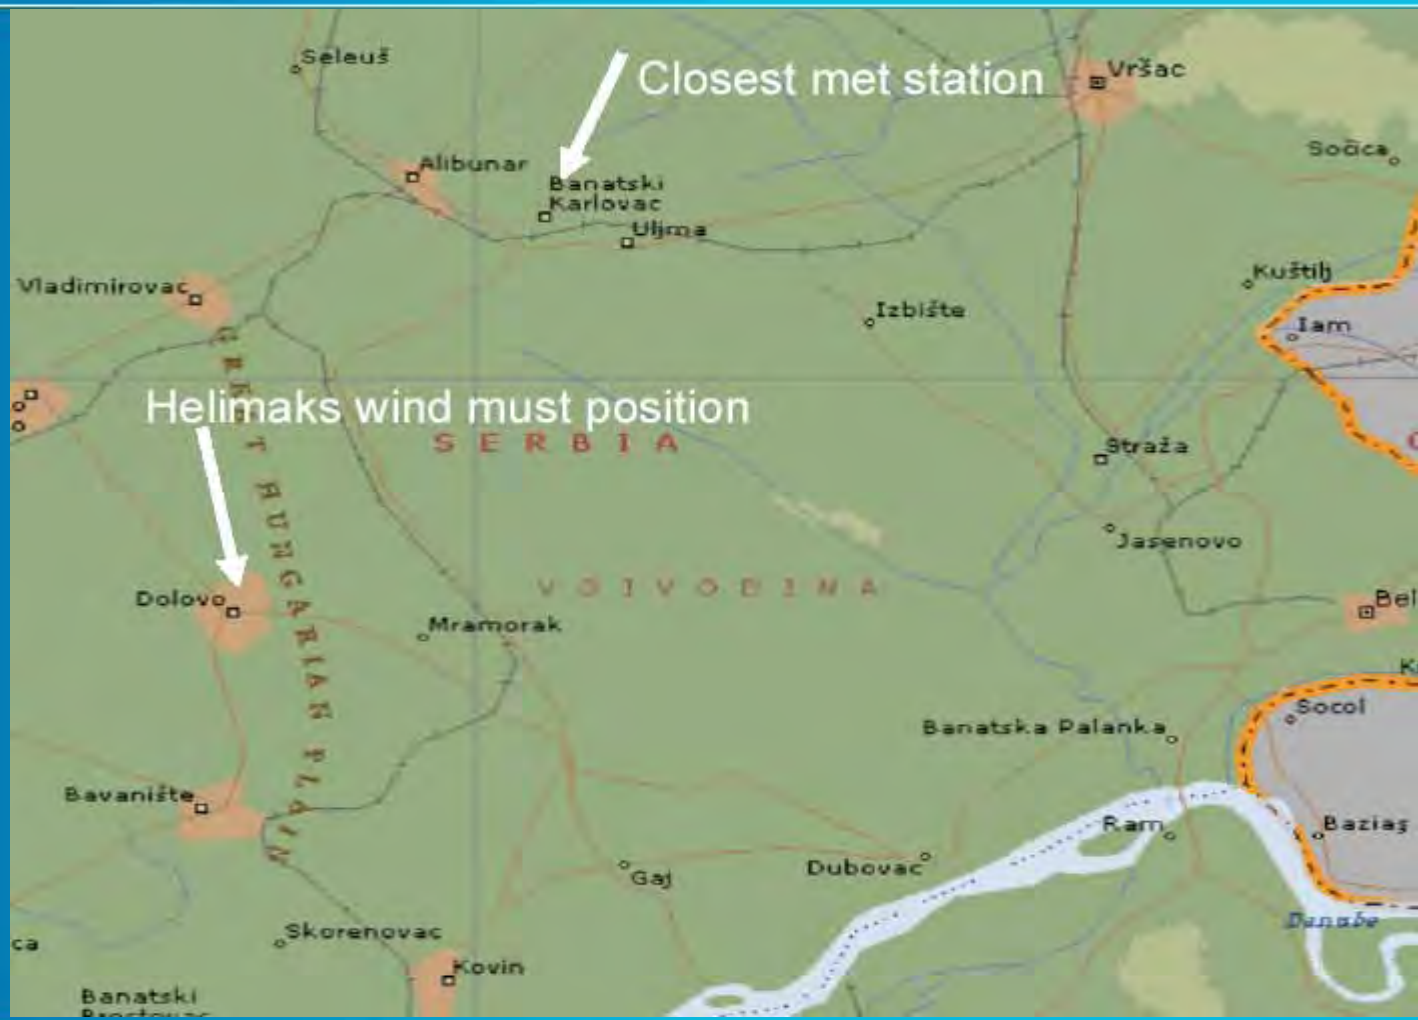 Seleuš
Closest met station
Vršac
Sočica
Alibunar
Banatski
Karlovac
Uljma
Vladimirovac
Kuštilj
Izbište
Iam
GREAT HUNGARIAN PLAIN
Helimaks wind must position
SERBIA
Straža
Jasenovo
VOJVODINA
Dolovo
Bel
Mramorak
Socol
Banatska Palanka
Bavanište
Ram
Baziaş
Dubovac
Gaj
Danube
Skorenovac
ca
Kovin
Banatski